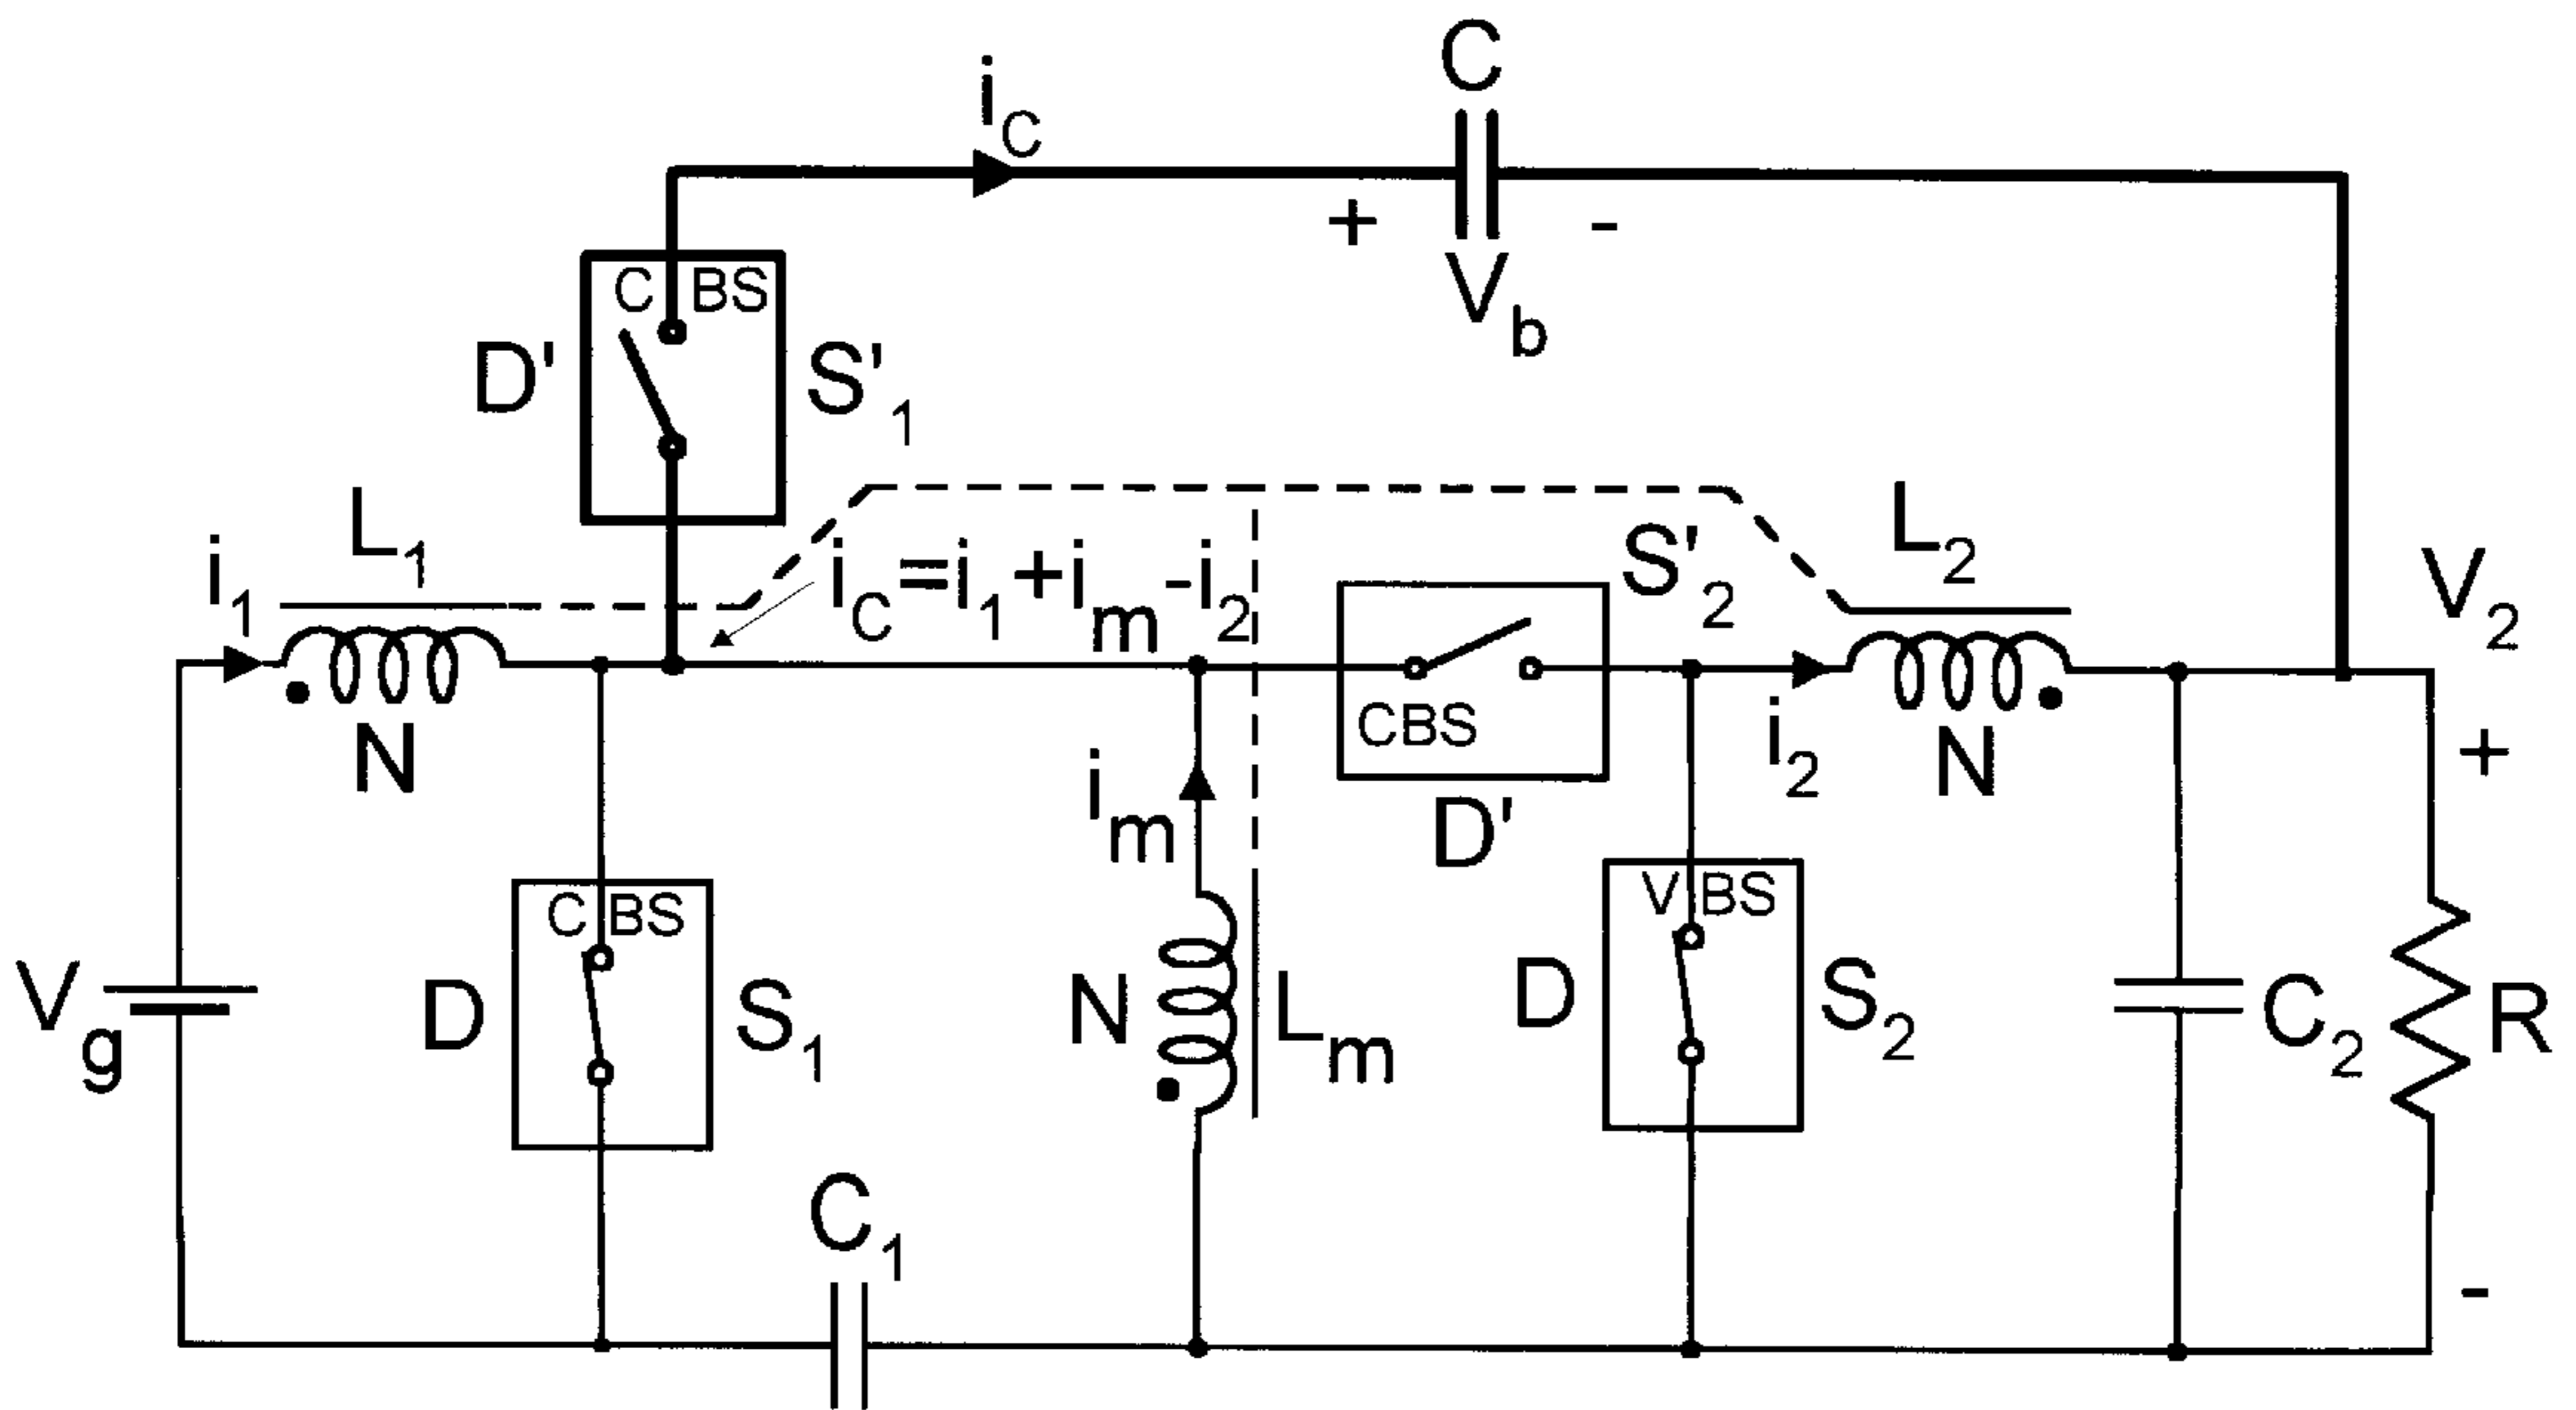 C
i_C
+ -
V_b
C BS
D' S'_1
L_1
i_1
i_C=i_1+i_m-i_2
S'_2
L_2
V_2
N
CBS
D'
i_m
i_2
N
+
C BS
D S_1
V_g
N L_m
V BS
D S_2
C_2
R
C_1
-